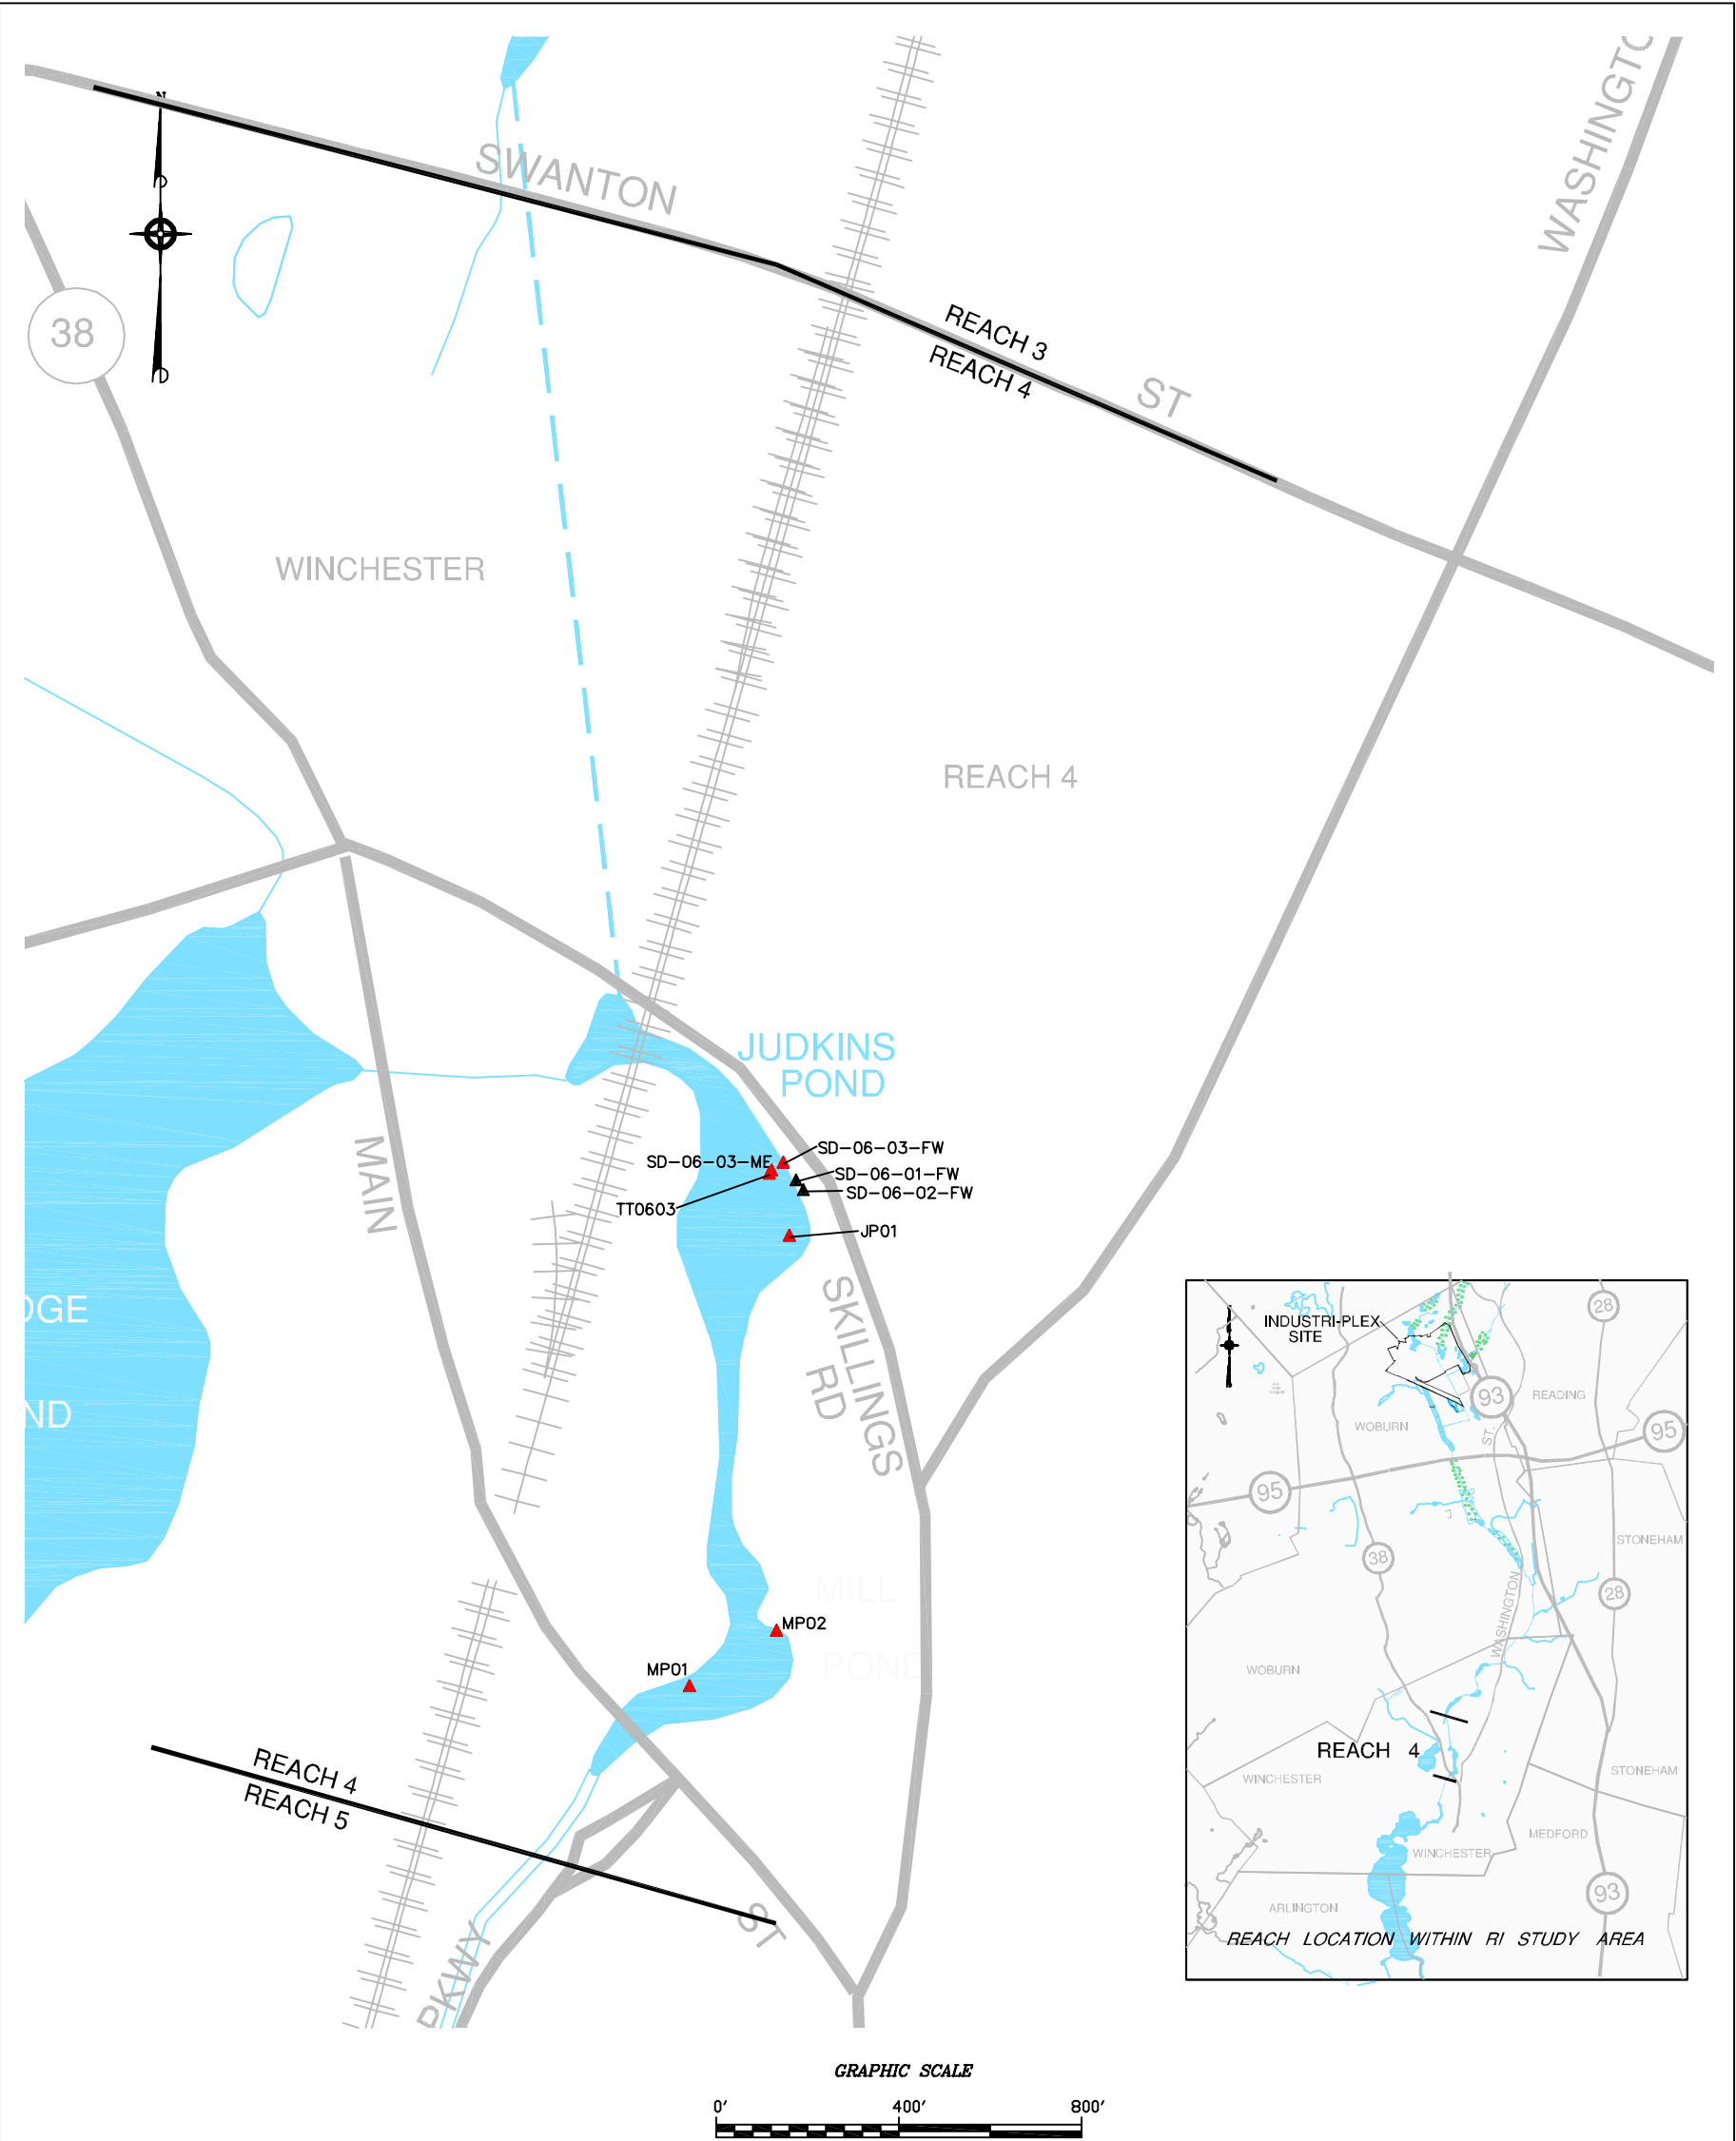 N
SWANTON
ST
WASHINGTO
38
REACH 3
REACH 4
WINCHESTER
REACH 4
JUDKINS
POND
SD-06-03-FW
SD-06-03-ME
SD-06-01-FW
SD-06-02-FW
TT0603
JP01
MAIN
SKILLINGS
RD
DGE
ND
MILL
POND
MP02
MP01
REACH 4
REACH 5
ST
PKWY
INDUSTRI-PLEX
SITE
28
93
READING
WOBURN
ST.
95
95
STONEHAM
38
28
WASHINGTON
WOBURN
REACH 4
WINCHESTER
STONEHAM
MEDFORD
WINCHESTER
93
ARLINGTON
REACH LOCATION WITHIN RI STUDY AREA
GRAPHIC SCALE
0' 400' 800'